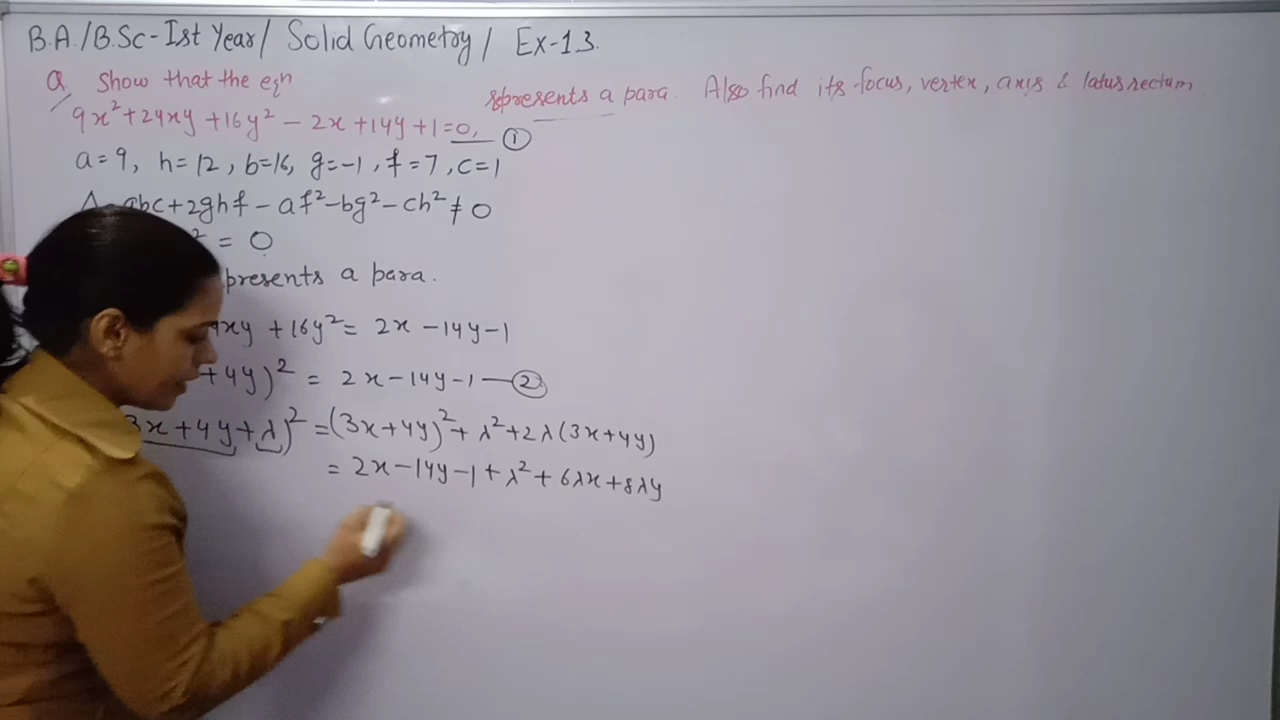 B.A./B.Sc-Ist Year/ Solid Geometry/ Ex-1.3.
Q. Show that the eqn
9x²+24xy+16y²-2x+14y+1=0, ① represents a para. Also find its focus, vertex, axis & latus rectum.
a=9, h=12, b=16, g=-1, f=7, c=1
Δ=abc+2ghf-af²-bg²-ch²≠0
² = 0
presents a para.
xy +16y²= 2x -14y-1
+4y)² = 2x-14y-1 — ②
3x+4y+λ)² =(3x+4y)²+λ²+2λ(3x+4y)
= 2x-14y-1+λ²+6λx+8λy